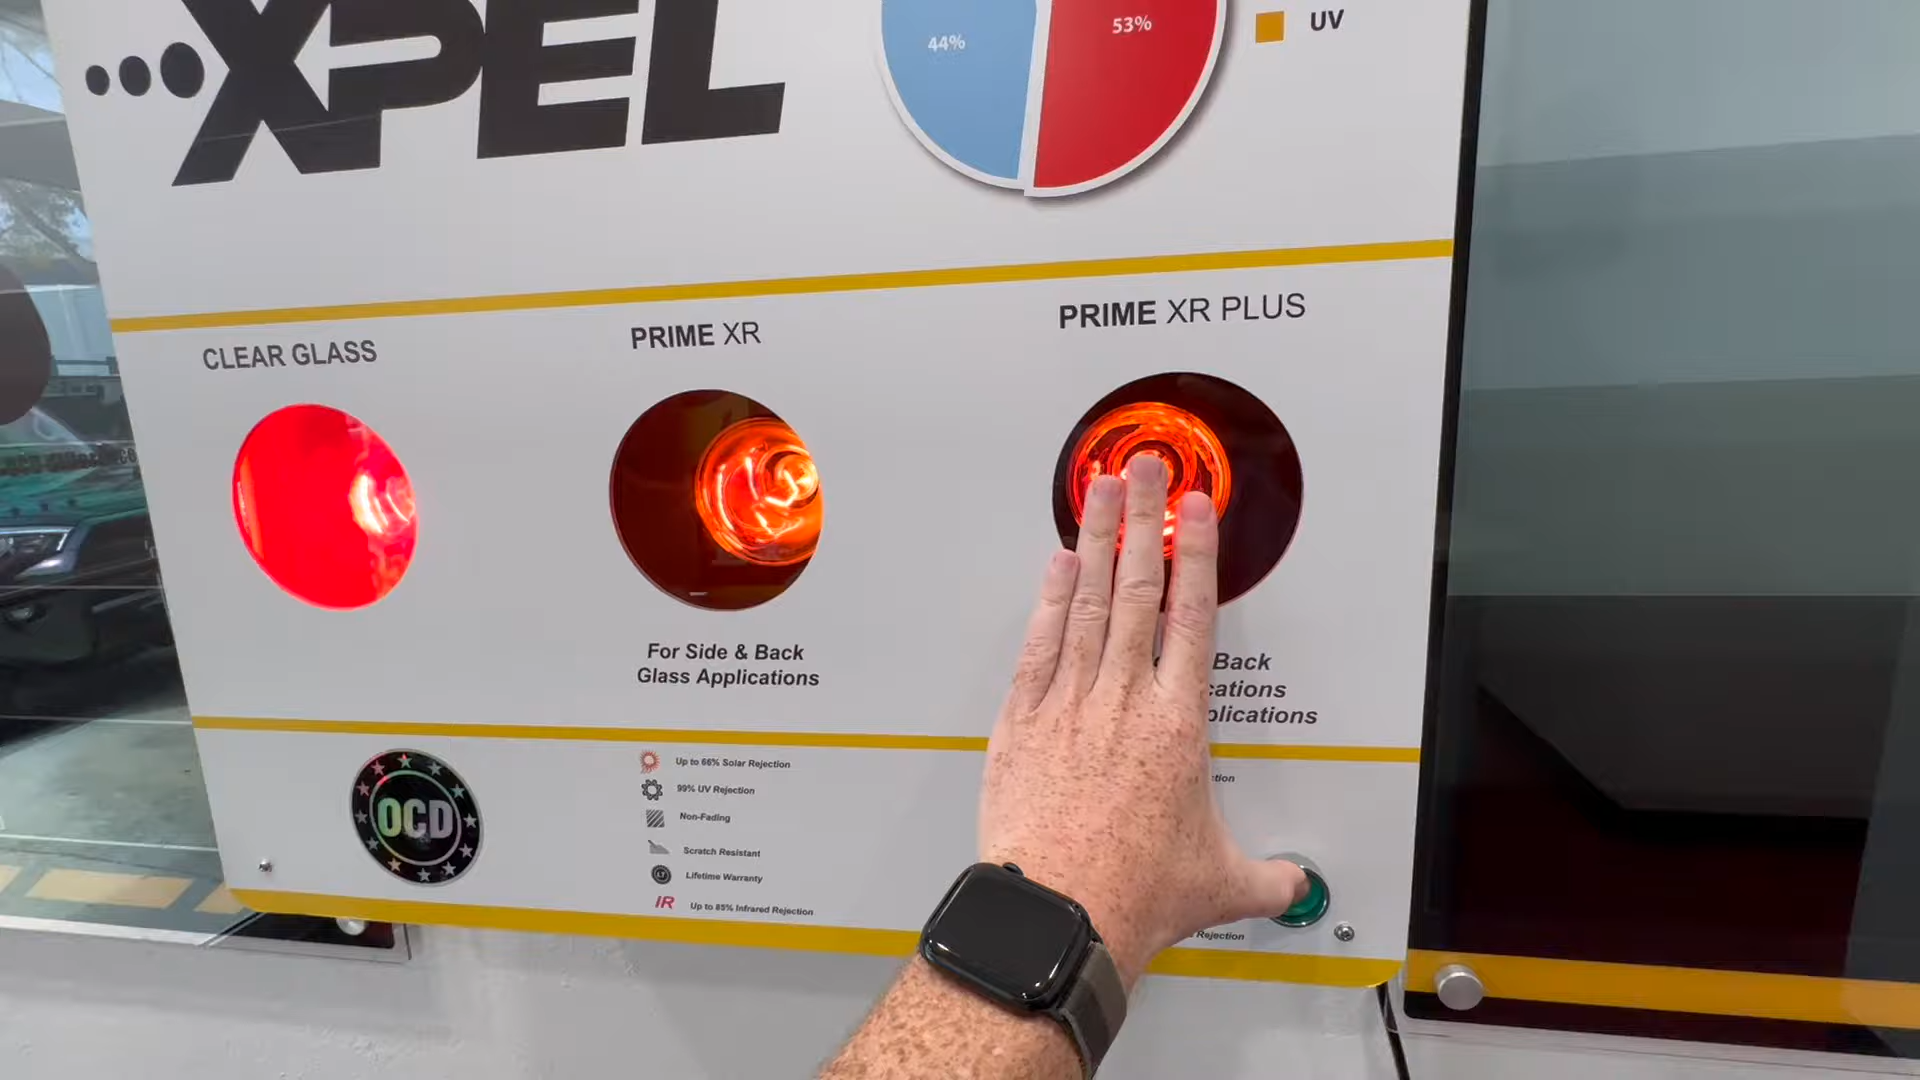 XPEL
44%
53%
UV
CLEAR GLASS
PRIME XR
PRIME XR PLUS
For Side & Back
Glass Applications
Back
cations
plications
OCD
Up to 66% Solar Rejection
99% UV Rejection
Non-Fading
Scratch Resistant
Lifetime Warranty
IR Up to 85% Infrared Rejection
ction
Rejection